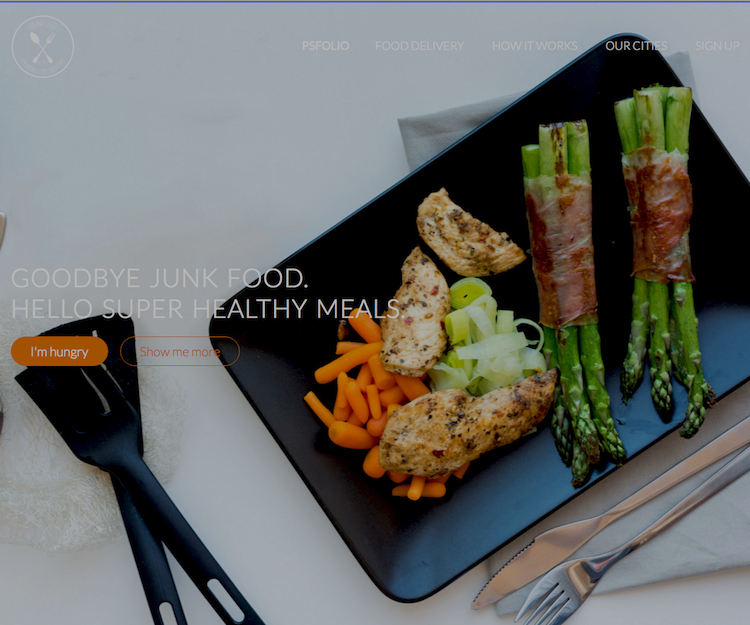 PSFOLIO
FOOD DELIVERY
HOW IT WORKS
OUR CITIES
SIGN UP
GOODBYE JUNK FOOD.
HELLO SUPER HEALTHY MEALS.
I'm hungry
Show me more